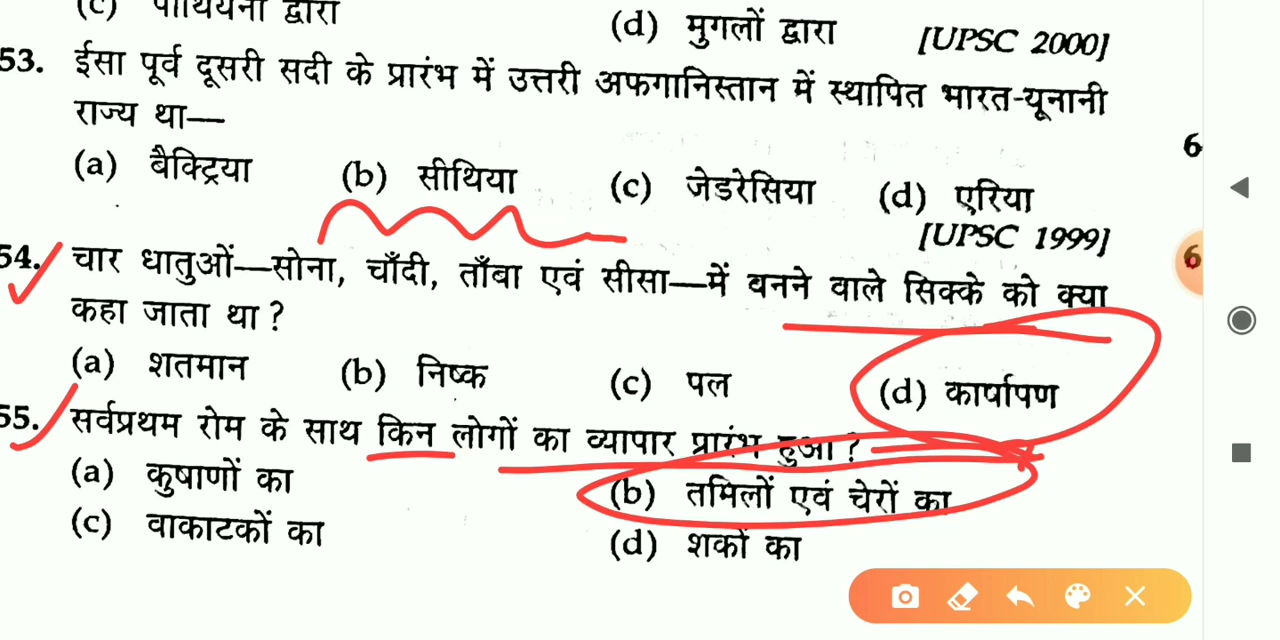 (c) पार्थियनों द्वारा
(d) मुगलों द्वारा [UPSC 2000]
53. ईसा पूर्व दूसरी सदी के प्रारंभ में उत्तरी अफगानिस्तान में स्थापित भारत-यूनानी
राज्य था—
(a) बैक्ट्रिया (b) सीथिया (c) जेडरेसिया (d) एरिया
[UPSC 1999]
54. चार धातुओं—सोना, चाँदी, ताँबा एवं सीसा—में बनने वाले सिक्के को क्या
कहा जाता था ?
(a) शतमान (b) निष्क (c) पल (d) कार्षापण
55. सर्वप्रथम रोम के साथ किन लोगों का व्यापार प्रारंभ हुआ ?
(a) कुषाणों का (b) तमिलों एवं चेरों का
(c) वाकाटकों का (d) शकों का
6
6